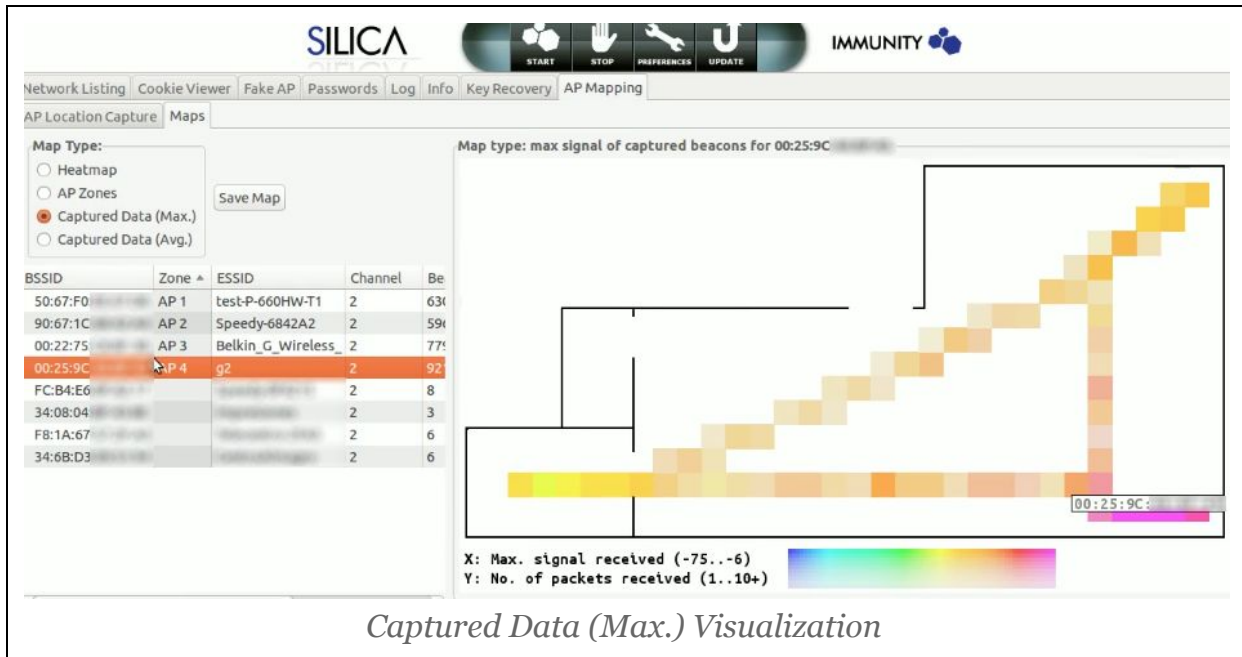 SILICA
START STOP PREFERENCES UPDATE
IMMUNITY
Network Listing Cookie Viewer Fake AP Passwords Log Info Key Recovery AP Mapping
AP Location Capture Maps
Map Type:
Heatmap
AP Zones
Captured Data (Max.)
Captured Data (Avg.)
Save Map
BSSID Zone ESSID Channel Be
50:67:F0 AP 1 test-P-660HW-T1 2 630
90:67:1C AP 2 Speedy-6842A2 2 596
00:22:75 AP 3 Belkin_G_Wireless_ 2 779
00:25:9C AP 4 g2 2 921
FC:B4:E6 2 8
34:08:04 2 3
F8:1A:67 2 6
34:6B:D3 2 6
Map type: max signal of captured beacons for 00:25:9C
00:25:9C:
X: Max. signal received (-75..-6)
Y: No. of packets received (1..10+)
Captured Data (Max.) Visualization